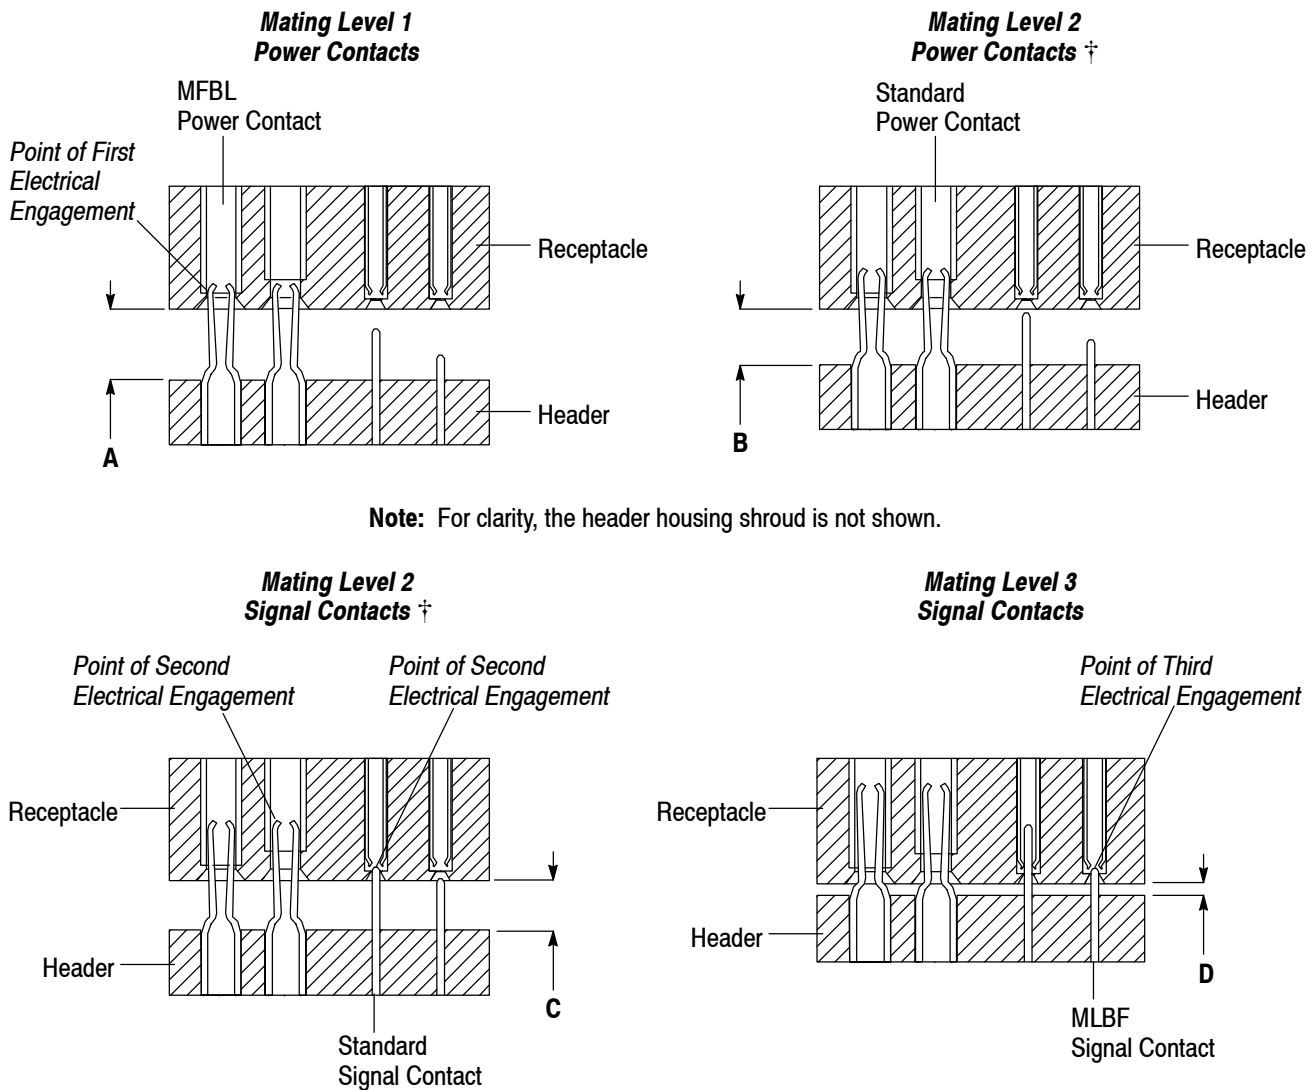 Mating Level 1
Power Contacts
MFBL
Power Contact
Point of First
Electrical
Engagement
Receptacle
Header
A
Mating Level 2
Power Contacts †
Standard
Power Contact
Receptacle
Header
B
Note: For clarity, the header housing shroud is not shown.
Mating Level 2
Signal Contacts †
Point of Second
Electrical Engagement
Point of Second
Electrical Engagement
Receptacle
Header
C
Standard
Signal Contact
Mating Level 3
Signal Contacts
Point of Third
Electrical Engagement
Receptacle
Header
D
MLBF
Signal Contact